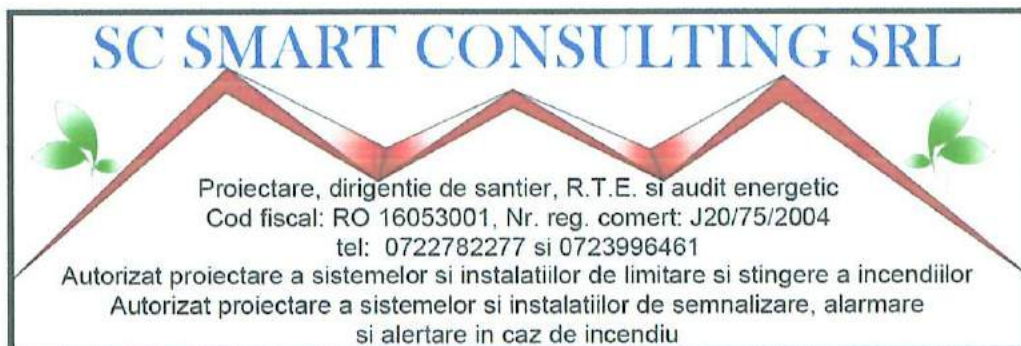 SC SMART CONSULTING SRL
Proiectare, dirigentie de santier, R.T.E. si audit energetic
Cod fiscal: RO 16053001, Nr. reg. comert: J20/75/2004
tel: 0722782277 si 0723996461
Autorizat proiectare a sistemelor si instalatiilor de limitare si stingere a incendiilor
Autorizat proiectare a sistemelor si instalatiilor de semnalizare, alarmare
si alertare in caz de incendiu